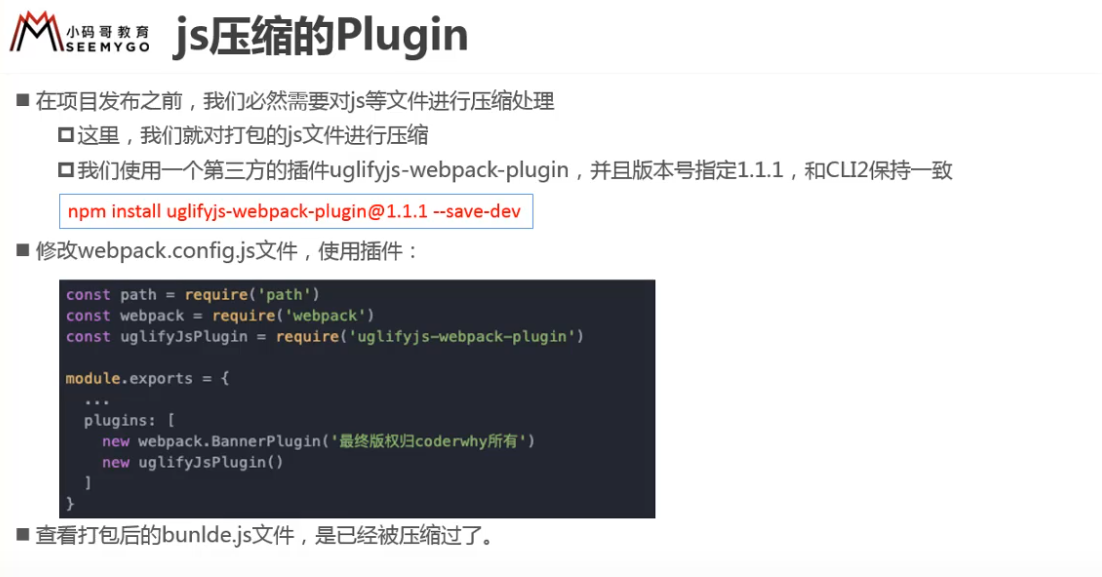 小码哥教育
SEEMYGO
js压缩的Plugin
在项目发布之前，我们必然需要对js等文件进行压缩处理
这里，我们就对打包的js文件进行压缩
我们使用一个第三方的插件uglifyjs-webpack-plugin，并且版本号指定1.1.1，和CLI2保持一致
npm install uglifyjs-webpack-plugin@1.1.1 --save-dev
修改webpack.config.js文件，使用插件：
const path = require('path')
const webpack = require('webpack')
const uglifyJsPlugin = require('uglifyjs-webpack-plugin')
module.exports = {
...
plugins: [
new webpack.BannerPlugin('最终版权归coderwhy所有')
new uglifyJsPlugin()
]
}
查看打包后的bunlde.js文件，是已经被压缩过了。